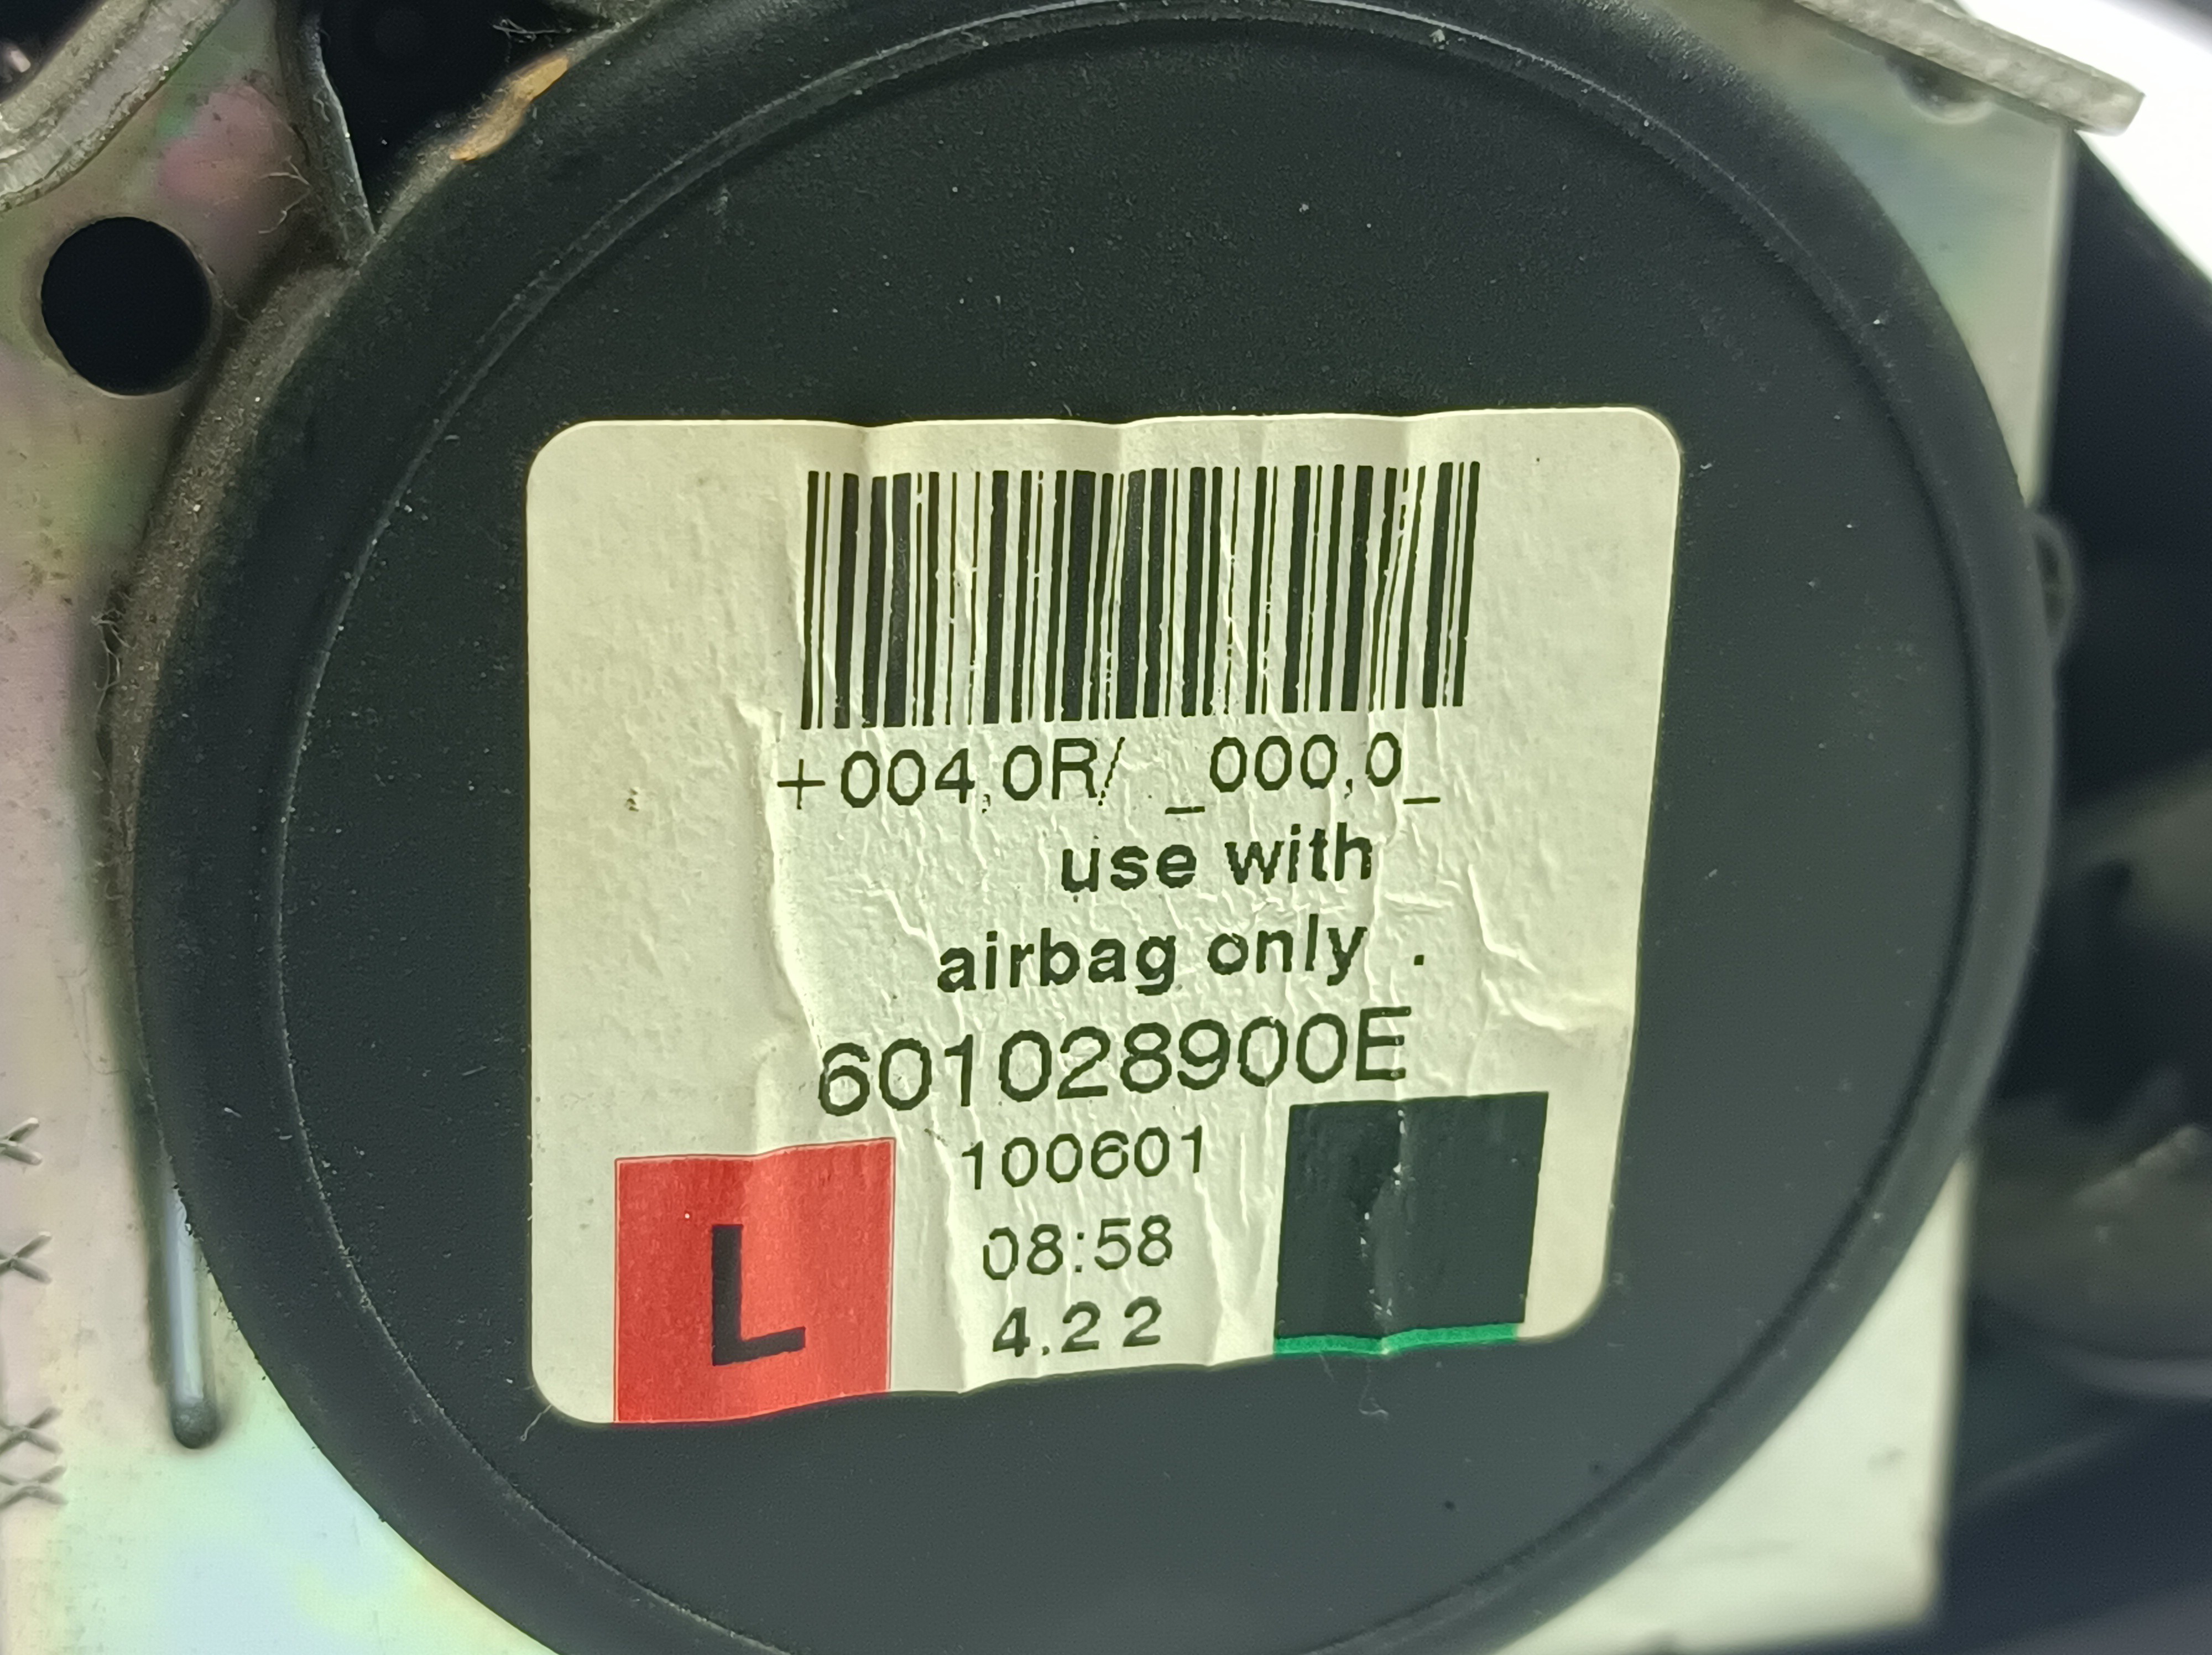 +004,0R/ _000,0_
use with
airbag only .
601028900E
100601
L
08:58
4.22